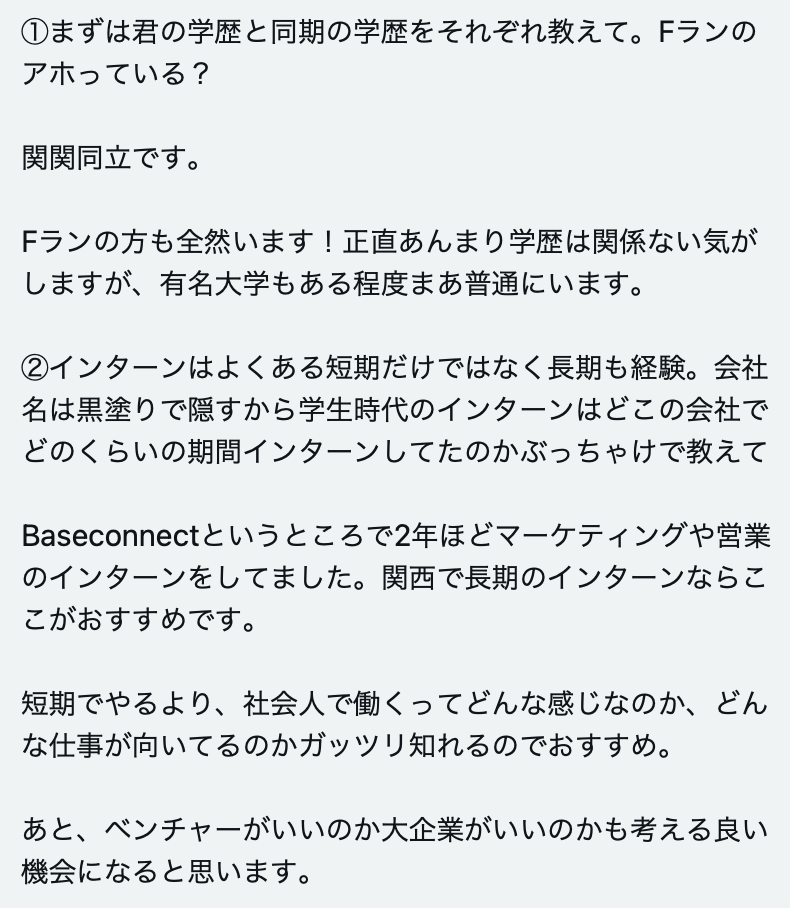 ①まずは君の学歴と同期の学歴をそれぞれ教えて。Fランの
アホっている？
関関同立です。
Fランの方も全然います！正直あんまり学歴は関係ない気が
しますが、有名大学もある程度まあ普通にいます。
②インターンはよくある短期だけではなく長期も経験。会社
名は黒塗りで隠すから学生時代のインターンはどこの会社で
どのくらいの期間インターンしてたのかぶっちゃけで教えて
Baseconnectというところで2年ほどマーケティングや営業
のインターンをしてました。関西で長期のインターンならこ
こがおすすめです。
短期でやるより、社会人で働くってどんな感じなのか、どん
な仕事が向いてるのかガッツリ知れるのでおすすめ。
あと、ベンチャーがいいのか大企業がいいのかも考える良い
機会になると思います。